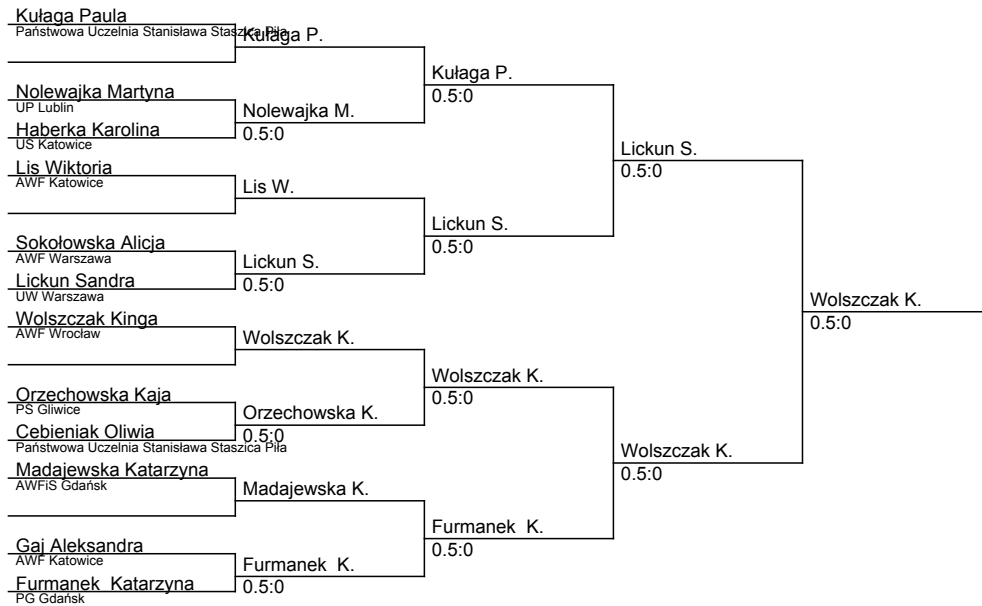 Kułaga Paula
Państwowa Uczelnia Stanisława Staszica Piła
Kułaga P.
Kułaga P.
0.5:0
Nolewajka Martyna
UP Lublin
Nolewajka M.
0.5:0
Haberka Karolina
US Katowice
Lickun S.
0.5:0
Lis Wiktoria
AWF Katowice
Lis W.
Lickun S.
0.5:0
Sokołowska Alicja
AWF Warszawa
Lickun S.
0.5:0
Lickun Sandra
UW Warszawa
Wolszczak K.
0.5:0
Wolszczak Kinga
AWF Wrocław
Wolszczak K.
Wolszczak K.
0.5:0
Orzechowska Kaja
PS Gliwice
Orzechowska K.
0.5:0
Cebieniak Oliwia
Państwowa Uczelnia Stanisława Staszica Piła
Wolszczak K.
0.5:0
Madajewska Katarzyna
AWFiS Gdańsk
Madajewska K.
Furmanek K.
0.5:0
Gaj Aleksandra
AWF Katowice
Furmanek K.
0.5:0
Furmanek Katarzyna
PG Gdańsk